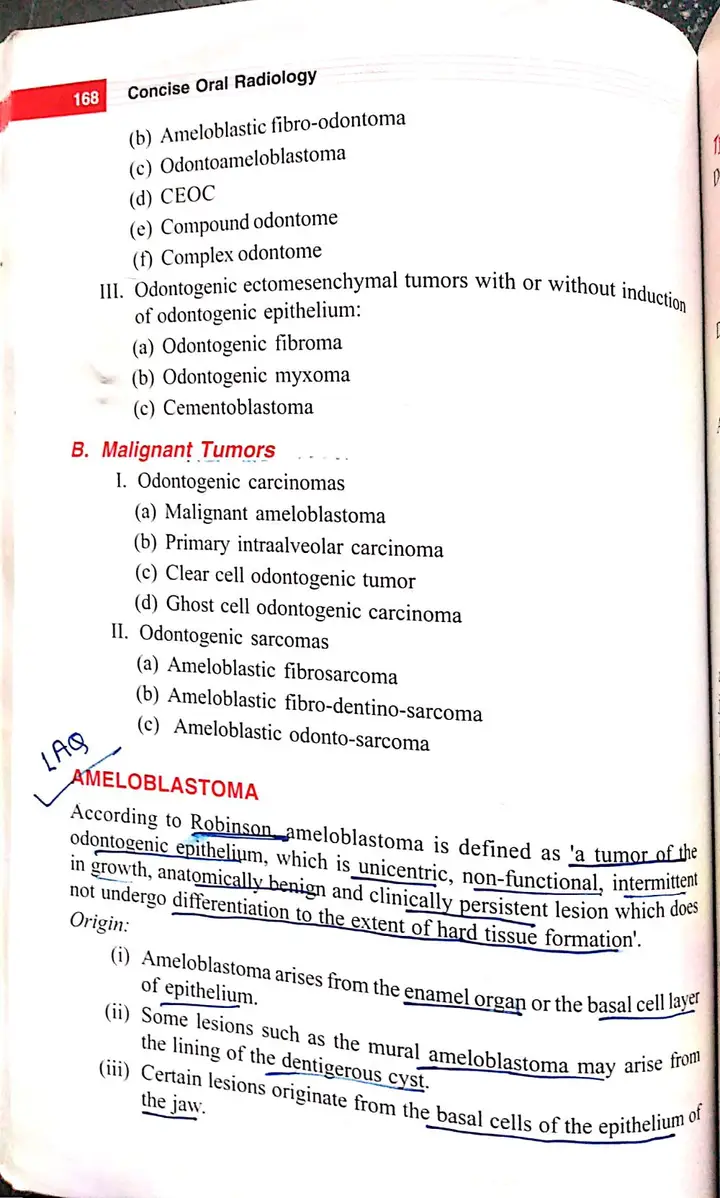 168
Concise Oral Radiology
(b) Ameloblastic fibro-odontoma
(c) Odontoameloblastoma
(d) CEOC
(e) Compound odontome
(f) Complex odontome
III. Odontogenic ectomesenchymal tumors with or without induction
of odontogenic epithelium:
(a) Odontogenic fibroma
(b) Odontogenic myxoma
(c) Cementoblastoma
B. Malignant Tumors
I. Odontogenic carcinomas
(a) Malignant ameloblastoma
(b) Primary intraalveolar carcinoma
(c) Clear cell odontogenic tumor
(d) Ghost cell odontogenic carcinoma
II. Odontogenic sarcomas
(a) Ameloblastic fibrosarcoma
(b) Ameloblastic fibro-dentino-sarcoma
(c) Ameloblastic odonto-sarcoma
LAQ
AMELOBLASTOMA
According to Robinson ameloblastoma is defined as 'a tumor of the
odontogenic epithelium, which is unicentric, non-functional, intermittent
in growth, anatomically benign and clinically persistent lesion which does
not undergo differentiation to the extent of hard tissue formation'.
Origin:
(i) Ameloblastoma arises from the enamel organ or the basal cell layer
of epithelium.
(ii) Some lesions such as the mural ameloblastoma may arise from
the lining of the dentigerous cyst.
(iii) Certain lesions originate from the basal cells of the epithelium of
the jaw.